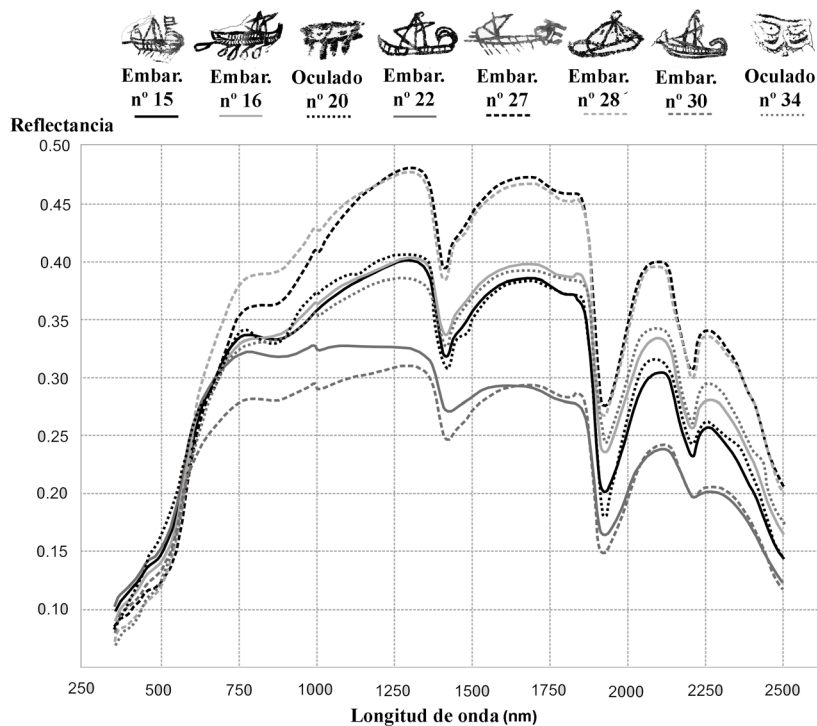 Embar. Embar. Oculado Embar. Embar. Embar. Embar. Oculado
nº 15 nº 16 nº 20 nº 22 nº 27 nº 28 nº 30 nº 34
Reflectancia
0.50
0.45
0.40
0.35
0.30
0.25
0.20
0.15
0.10
250 500 750 1000 1250 1500 1750 2000 2250 2500
Longitud de onda (nm)